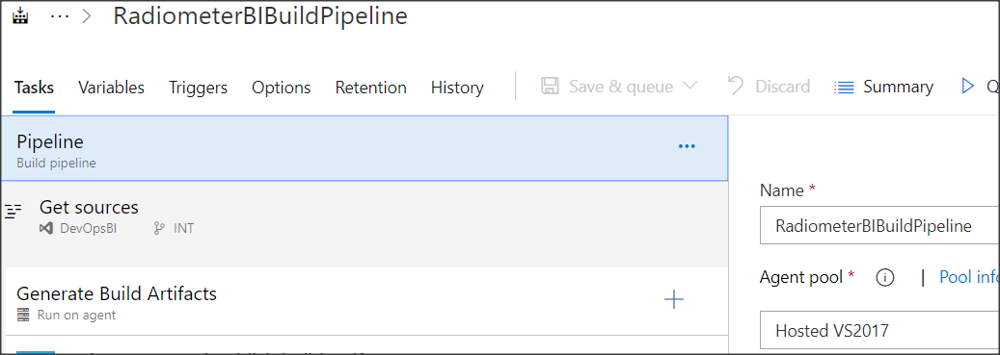 ··· > RadiometerBIBuildPipeline
Tasks Variables Triggers Options Retention History Save & queue Discard Summary
Pipeline ···
Build pipeline
Get sources
DevOpsBI INT
Name *
RadiometerBIBuildPipeline
Agent pool * | Pool
Generate Build Artifacts +
Run on agent
Hosted VS2017